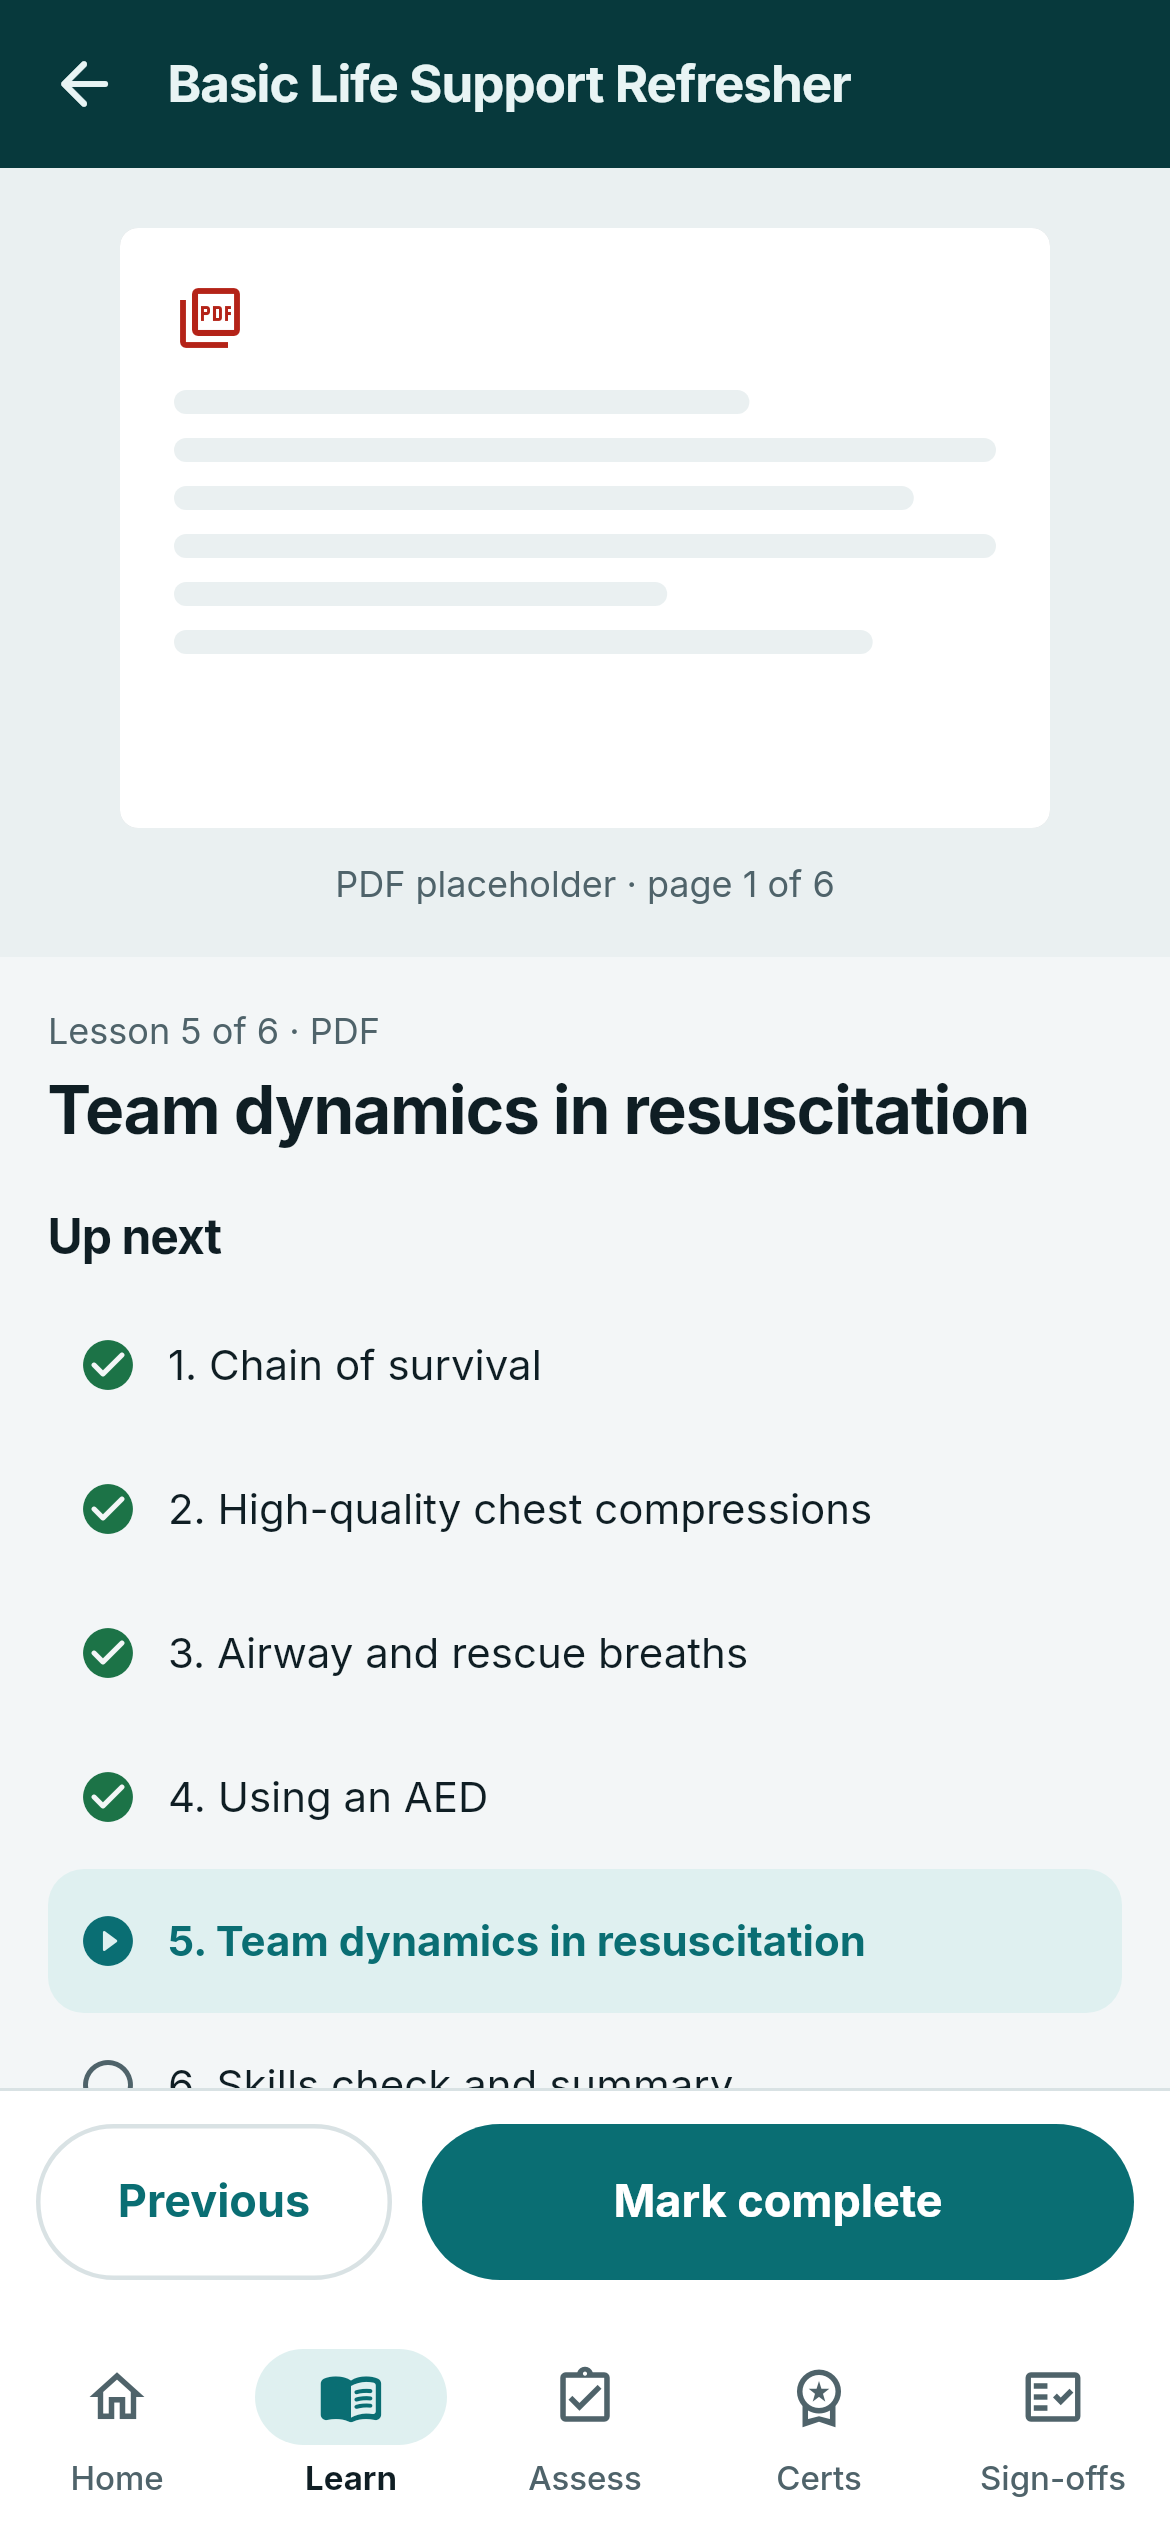 Basic Life Support Refresher
PDF
PDF placeholder · page 1 of 6
Lesson 5 of 6 · PDF
Team dynamics in resuscitation
Up next
1. Chain of survival
2. High-quality chest compressions
3. Airway and rescue breaths
4. Using an AED
5. Team dynamics in resuscitation
6. Skills check and summary
Previous
Mark complete
Home
Learn
Assess
Certs
Sign-offs